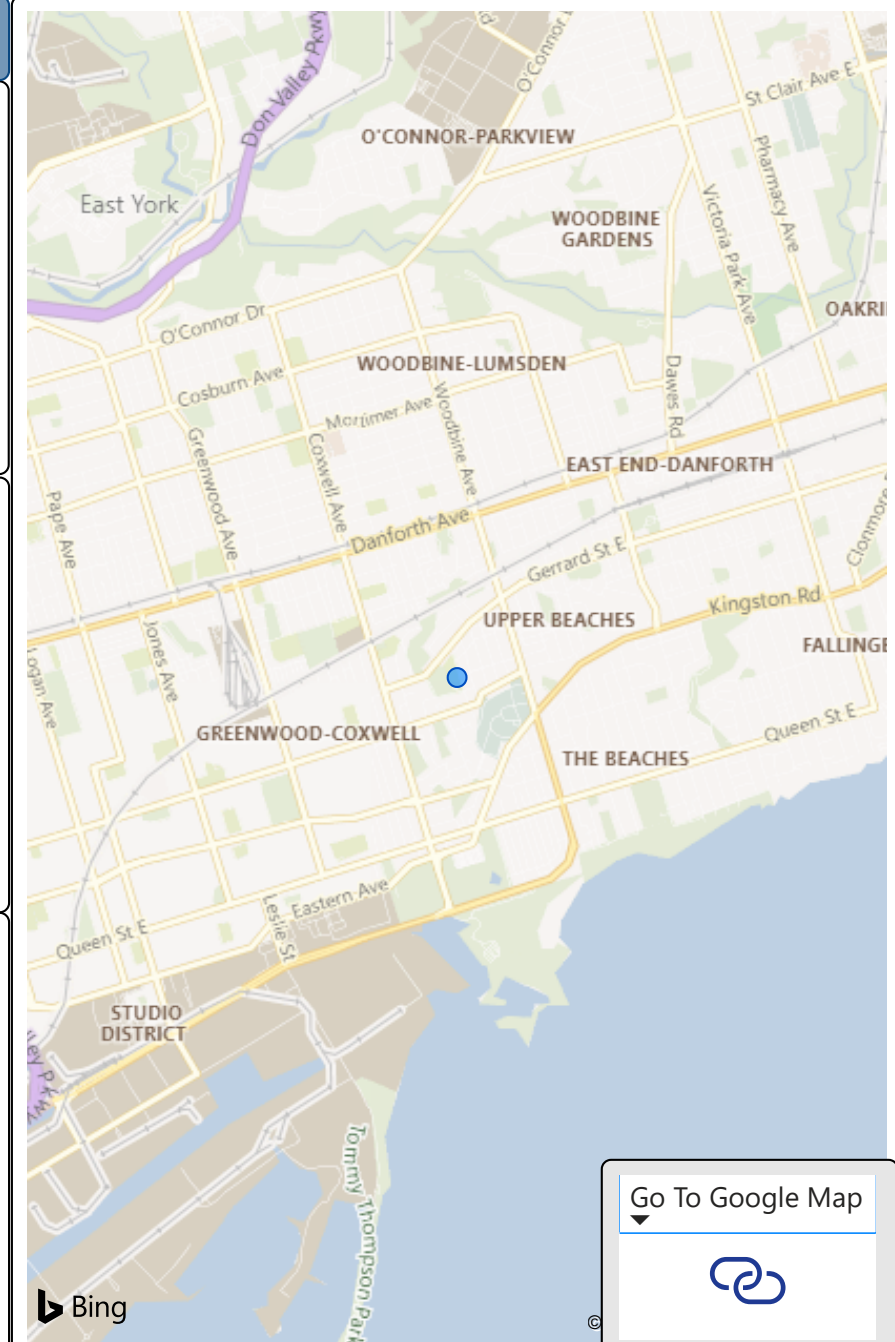 Don Valley Pkwy
O'Connor D
St Clair Ave E
O'CONNOR-PARKVIEW
Pharmacy Ave
East York
Victoria Park Ave
WOODBINE
GARDENS
OAKRI
O'Connor Dr
WOODBINE-LUMSDEN
Cosburn Ave
Dawes Rd
Mortimer Ave
Woodbine Ave
Greenwood Ave
Coxwell Ave
EAST END-DANFORTH
Pape Ave
Danforth Ave
Clonmore
Gerrard St E
Kingston Rd
UPPER BEACHES
Jones Ave
Logan Ave
FALLINGB
GREENWOOD-COXWELL
Queen St E
THE BEACHES
Eastern Ave
Leslie St
Queen St E
STUDIO
DISTRICT
lley Pkwy
Tommy Thompson Park
Go To Google Map
Bing
©